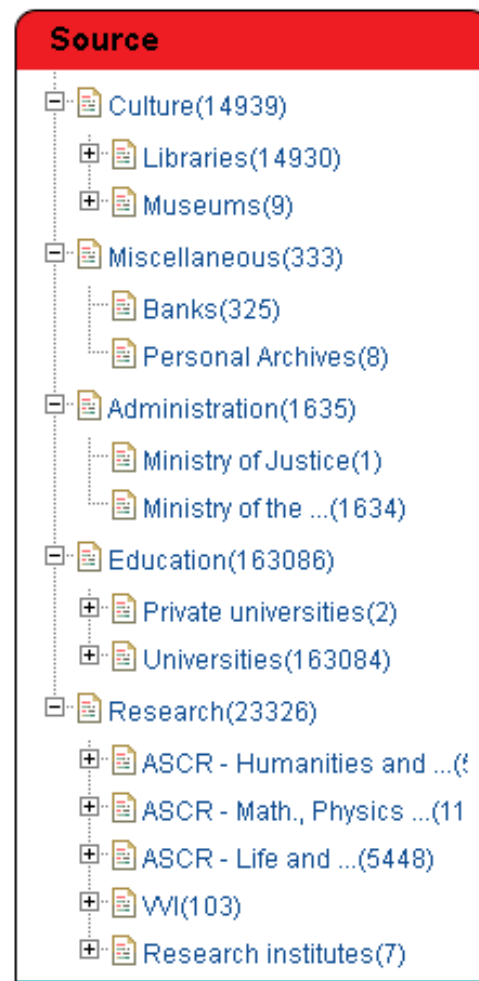 Source
Culture(14939)
Libraries(14930)
Museums(9)
Miscellaneous(333)
Banks(325)
Personal Archives(8)
Administration(1635)
Ministry of Justice(1)
Ministry of the ...(1634)
Education(163086)
Private universities(2)
Universities(163084)
Research(23326)
ASCR - Humanities and ...(
ASCR - Math., Physics ...(11
ASCR - Life and ...(5448)
VVI(103)
Research institutes(7)